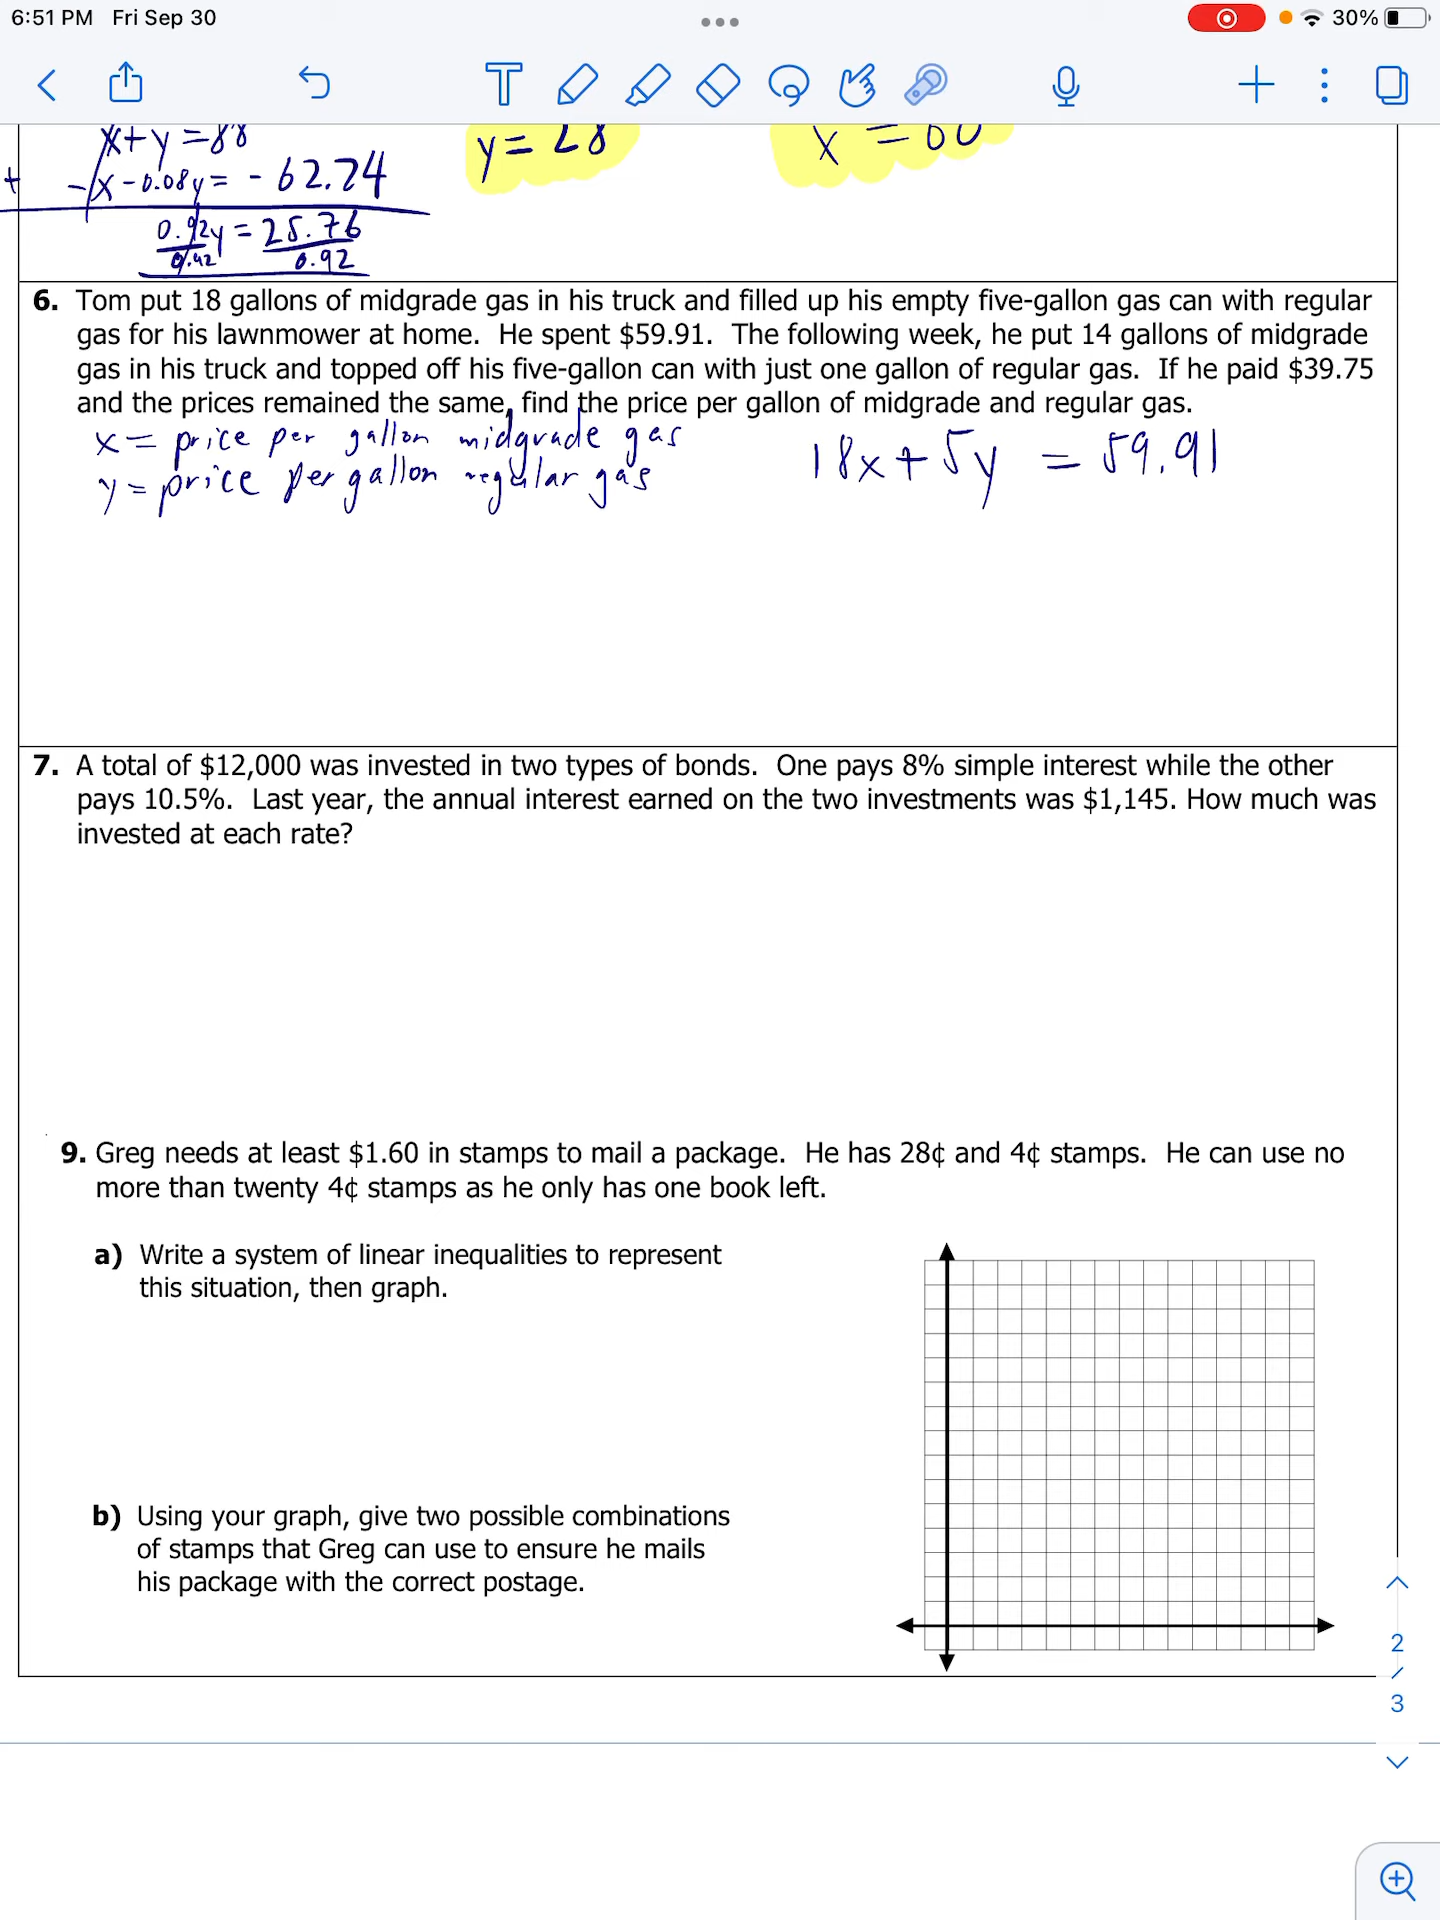 6:51 PM Fri Sep 30
30%
x+y=88
y=28
x=60
+ -x-0.08y= -62.24
0.92y=25.76
0.92 0.92
6. Tom put 18 gallons of midgrade gas in his truck and filled up his empty five-gallon gas can with regular
gas for his lawnmower at home. He spent $59.91. The following week, he put 14 gallons of midgrade
gas in his truck and topped off his five-gallon can with just one gallon of regular gas. If he paid $39.75
and the prices remained the same, find the price per gallon of midgrade and regular gas.
x= price per gallon midgrade gas
18x+5y = 59.91
y= price per gallon regular gas
7. A total of $12,000 was invested in two types of bonds. One pays 8% simple interest while the other
pays 10.5%. Last year, the annual interest earned on the two investments was $1,145. How much was
invested at each rate?
9. Greg needs at least $1.60 in stamps to mail a package. He has 28¢ and 4¢ stamps. He can use no
more than twenty 4¢ stamps as he only has one book left.
a) Write a system of linear inequalities to represent
this situation, then graph.
b) Using your graph, give two possible combinations
of stamps that Greg can use to ensure he mails
his package with the correct postage.
2
/
3